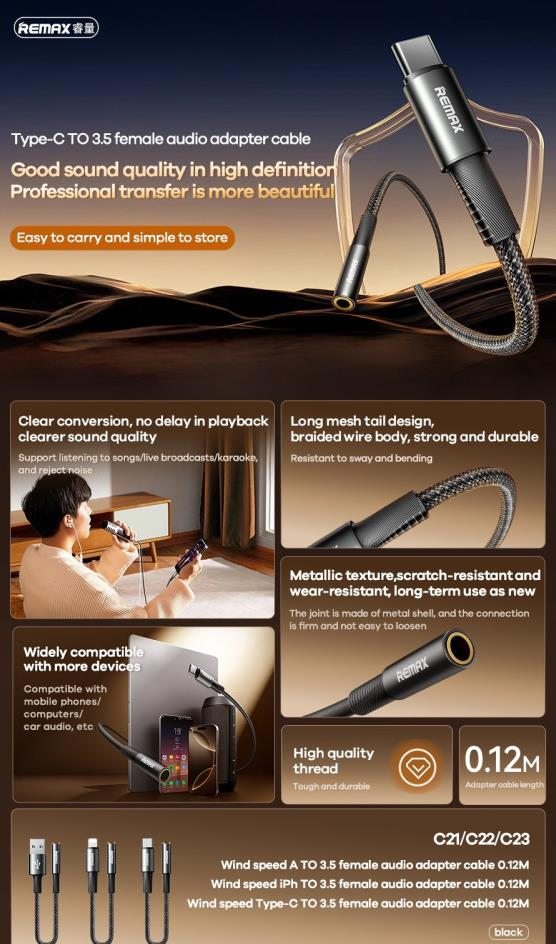 REMAX 睿量
Type-C TO 3.5 female audio adapter cable
Good sound quality in high definition
Professional transfer is more beautiful
Easy to carry and simple to store
REMAX
REMAX
Clear conversion, no delay in playback
clearer sound quality
Support listening to songs/live broadcasts/karaoke,
and reject noise
Long mesh tail design,
braided wire body, strong and durable
Resistant to sway and bending
Metallic texture,scratch-resistant and
wear-resistant, long-term use as new
The joint is made of metal shell, and the connection
is firm and not easy to loosen
REMAX
Widely compatible
with more devices
Compatible with
mobile phones/
computers/
car audio, etc
High quality
thread
Tough and durable
0.12M
Adapter cable length
C21/C22/C23
Wind speed A TO 3.5 female audio adapter cable 0.12M
Wind speed iPh TO 3.5 female audio adapter cable 0.12M
Wind speed Type-C TO 3.5 female audio adapter cable 0.12M
black